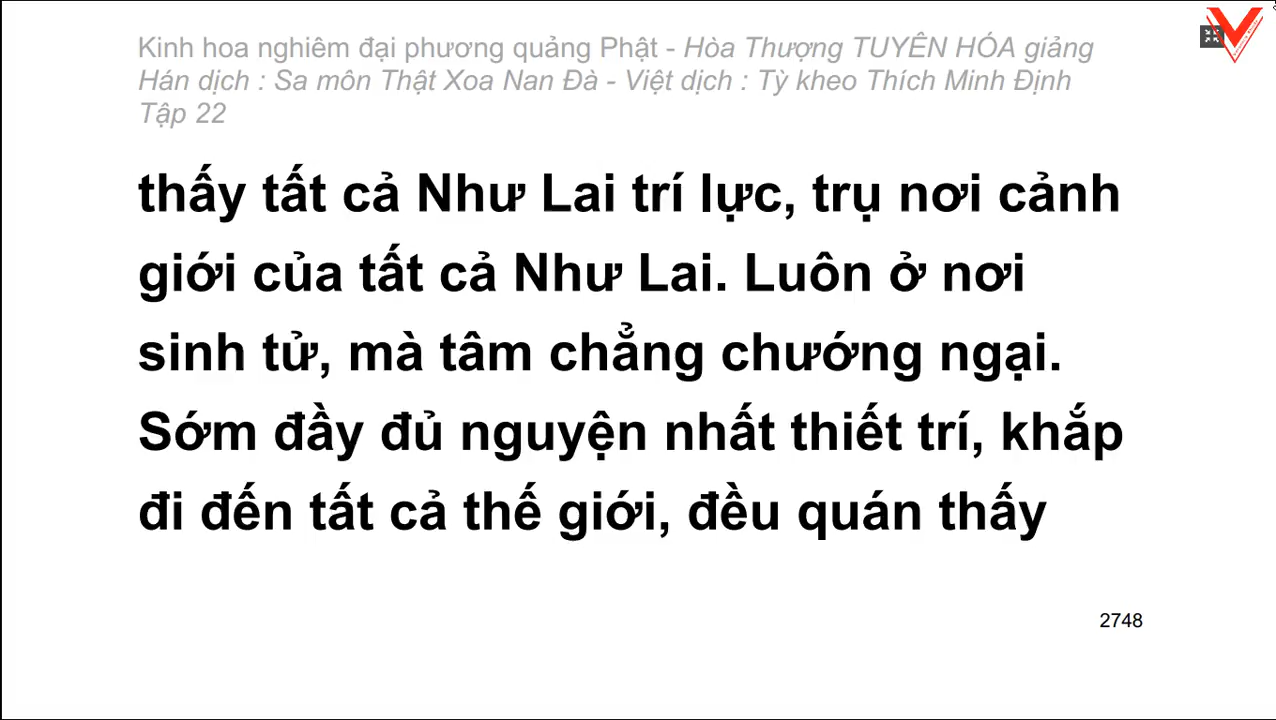 Kinh hoa nghiêm đại phương quảng Phật - Hòa Thượng TUYÊN HÓA giảng
Hán dịch : Sa môn Thật Xoa Nan Đà - Việt dịch : Tỳ kheo Thích Minh Định
Tập 22
thấy tất cả Như Lai trí lực, trụ nơi cảnh
giới của tất cả Như Lai. Luôn ở nơi
sinh tử, mà tâm chẳng chướng ngại.
Sớm đầy đủ nguyện nhất thiết trí, khắp
đi đến tất cả thế giới, đều quán thấy
2748